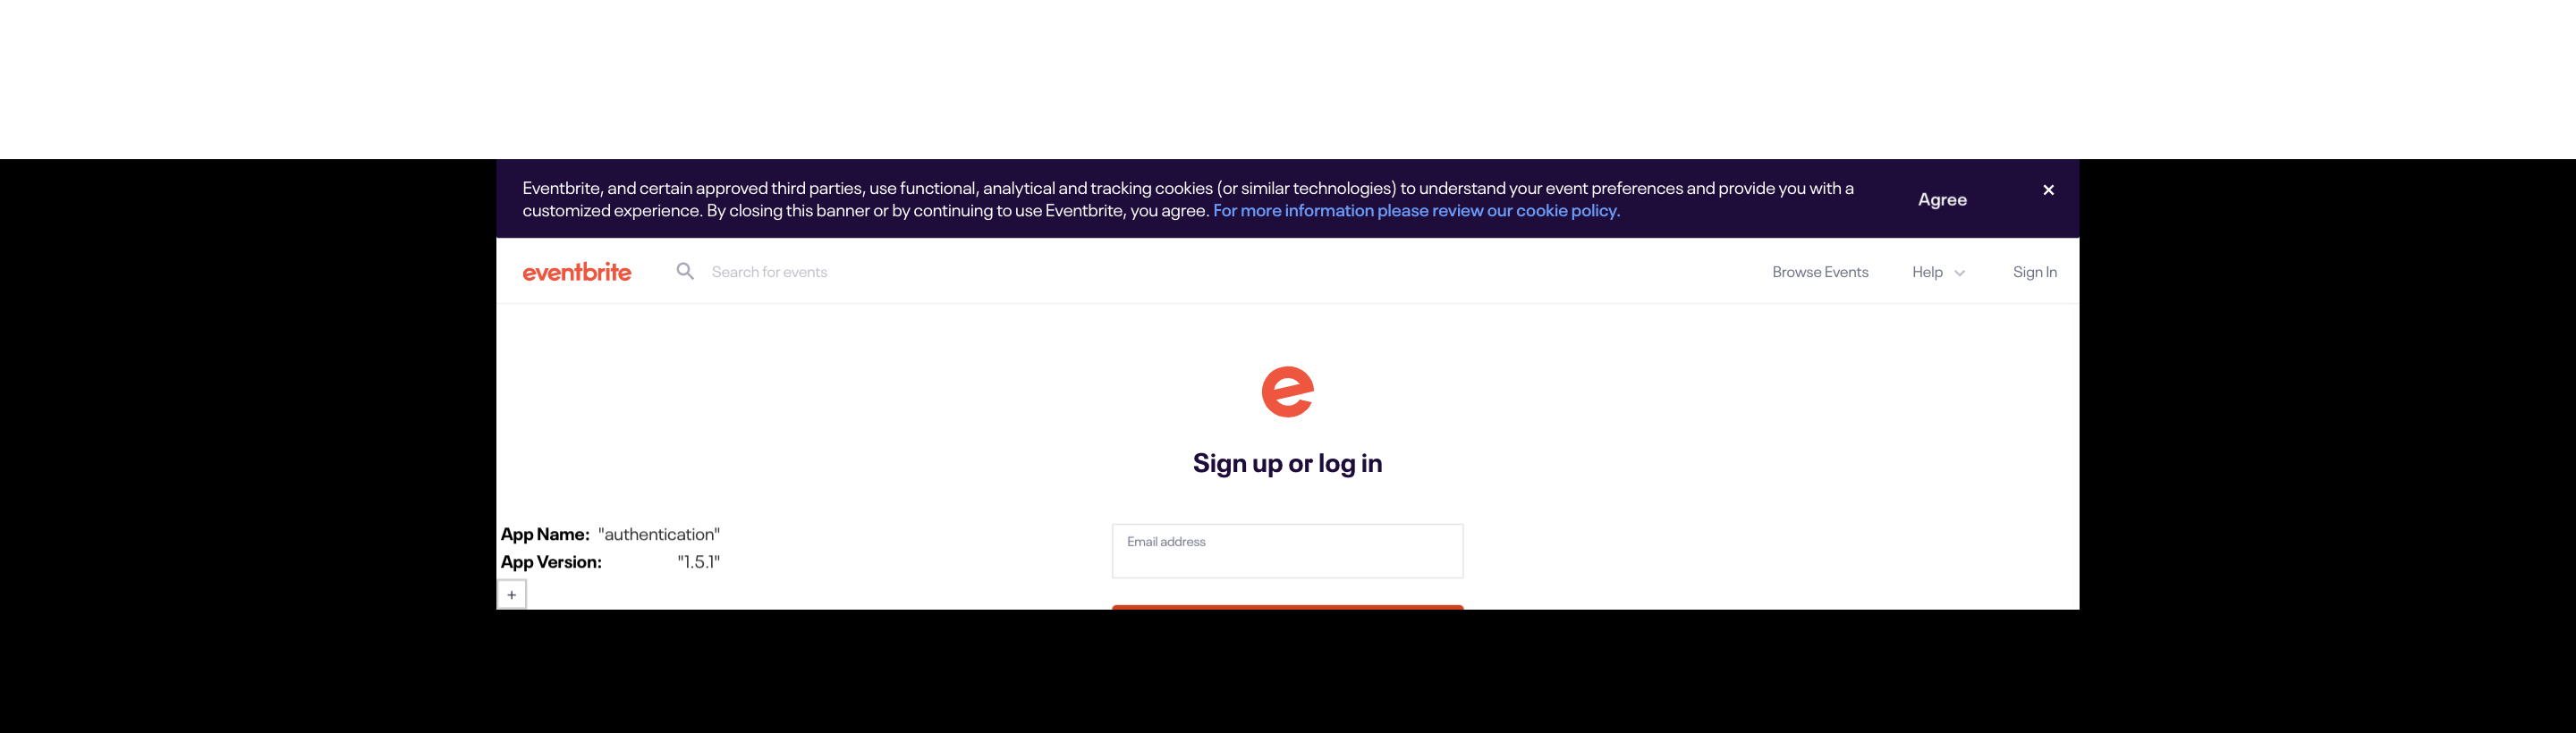 Eventbrite, and certain approved third parties, use functional, analytical and tracking cookies (or similar technologies) to understand your event preferences and provide you with a
customized experience. By closing this banner or by continuing to use Eventbrite, you agree. For more information please review our cookie policy.
Agree
×
eventbrite
Search for events
Browse Events
Help
Sign In
e
Sign up or log in
App Name: "authentication"
App Version: "1.5.1"
+
Email address